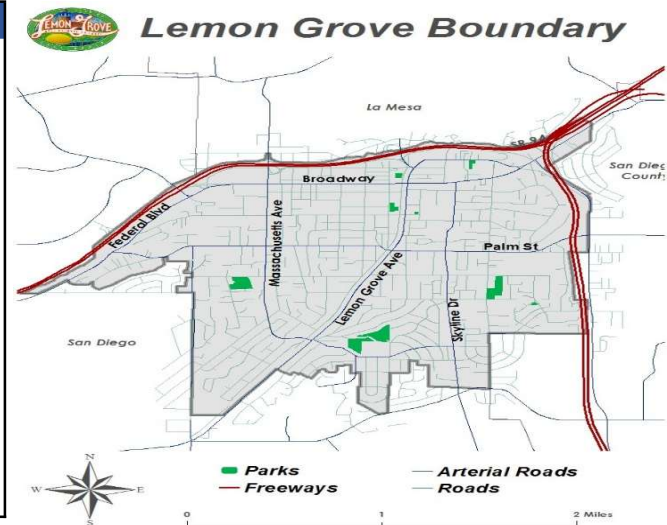 LEMON GROVE
Lemon Grove Boundary
La Mesa
SR 94
San Dieg
County
Broadway
Federal Blvd
Massachusetts Ave
Palm St
Lemon Grove Ave
Skyline Dr
San Diego
N
W
E
S
Parks
Freeways
Arterial Roads
Roads
0
1
2 Miles